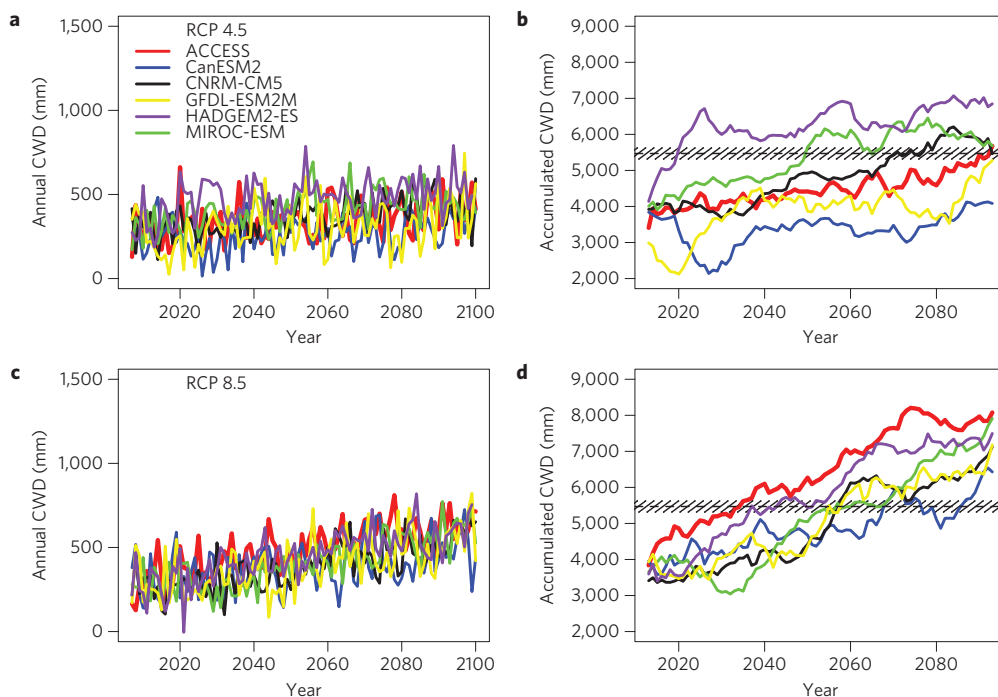 a
RCP 4.5
ACCESS
CanESM2
CNRM-CM5
GFDL-ESM2M
HADGEM2-ES
MIROC-ESM
Annual CWD (mm)
1,500
1,000
500
0
2020 2040 2060 2080 2100
Year
b
Accumulated CWD (mm)
9,000
8,000
7,000
6,000
5,000
4,000
3,000
2,000
2020 2040 2060 2080
Year
c
RCP 8.5
Annual CWD (mm)
1,500
1,000
500
0
2020 2040 2060 2080 2100
Year
d
Accumulated CWD (mm)
9,000
8,000
7,000
6,000
5,000
4,000
3,000
2,000
2020 2040 2060 2080
Year